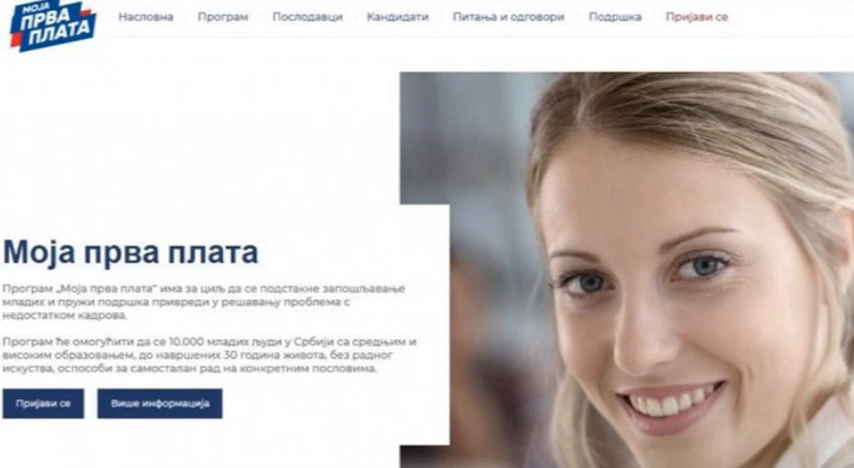 МОЈА
ПРВА
ПЛАТА
Насловна Програм Послодавци Кандидати Питања и одговори Подршка Пријави се
Моја прва плата
Програм „Моја прва плата“ има за циљ да се подстакне запошљавање
младих и пружи подршка привреди у решавању проблема с
недостатком кадрова.
Програм ће омогућити да се 10.000 младих људи у Србији са средњим и
високим образовањем, до навршених 30 година живота, без радног
искуства, оспособи за самосталан рад на конкретним пословима.
Пријави се Више информација